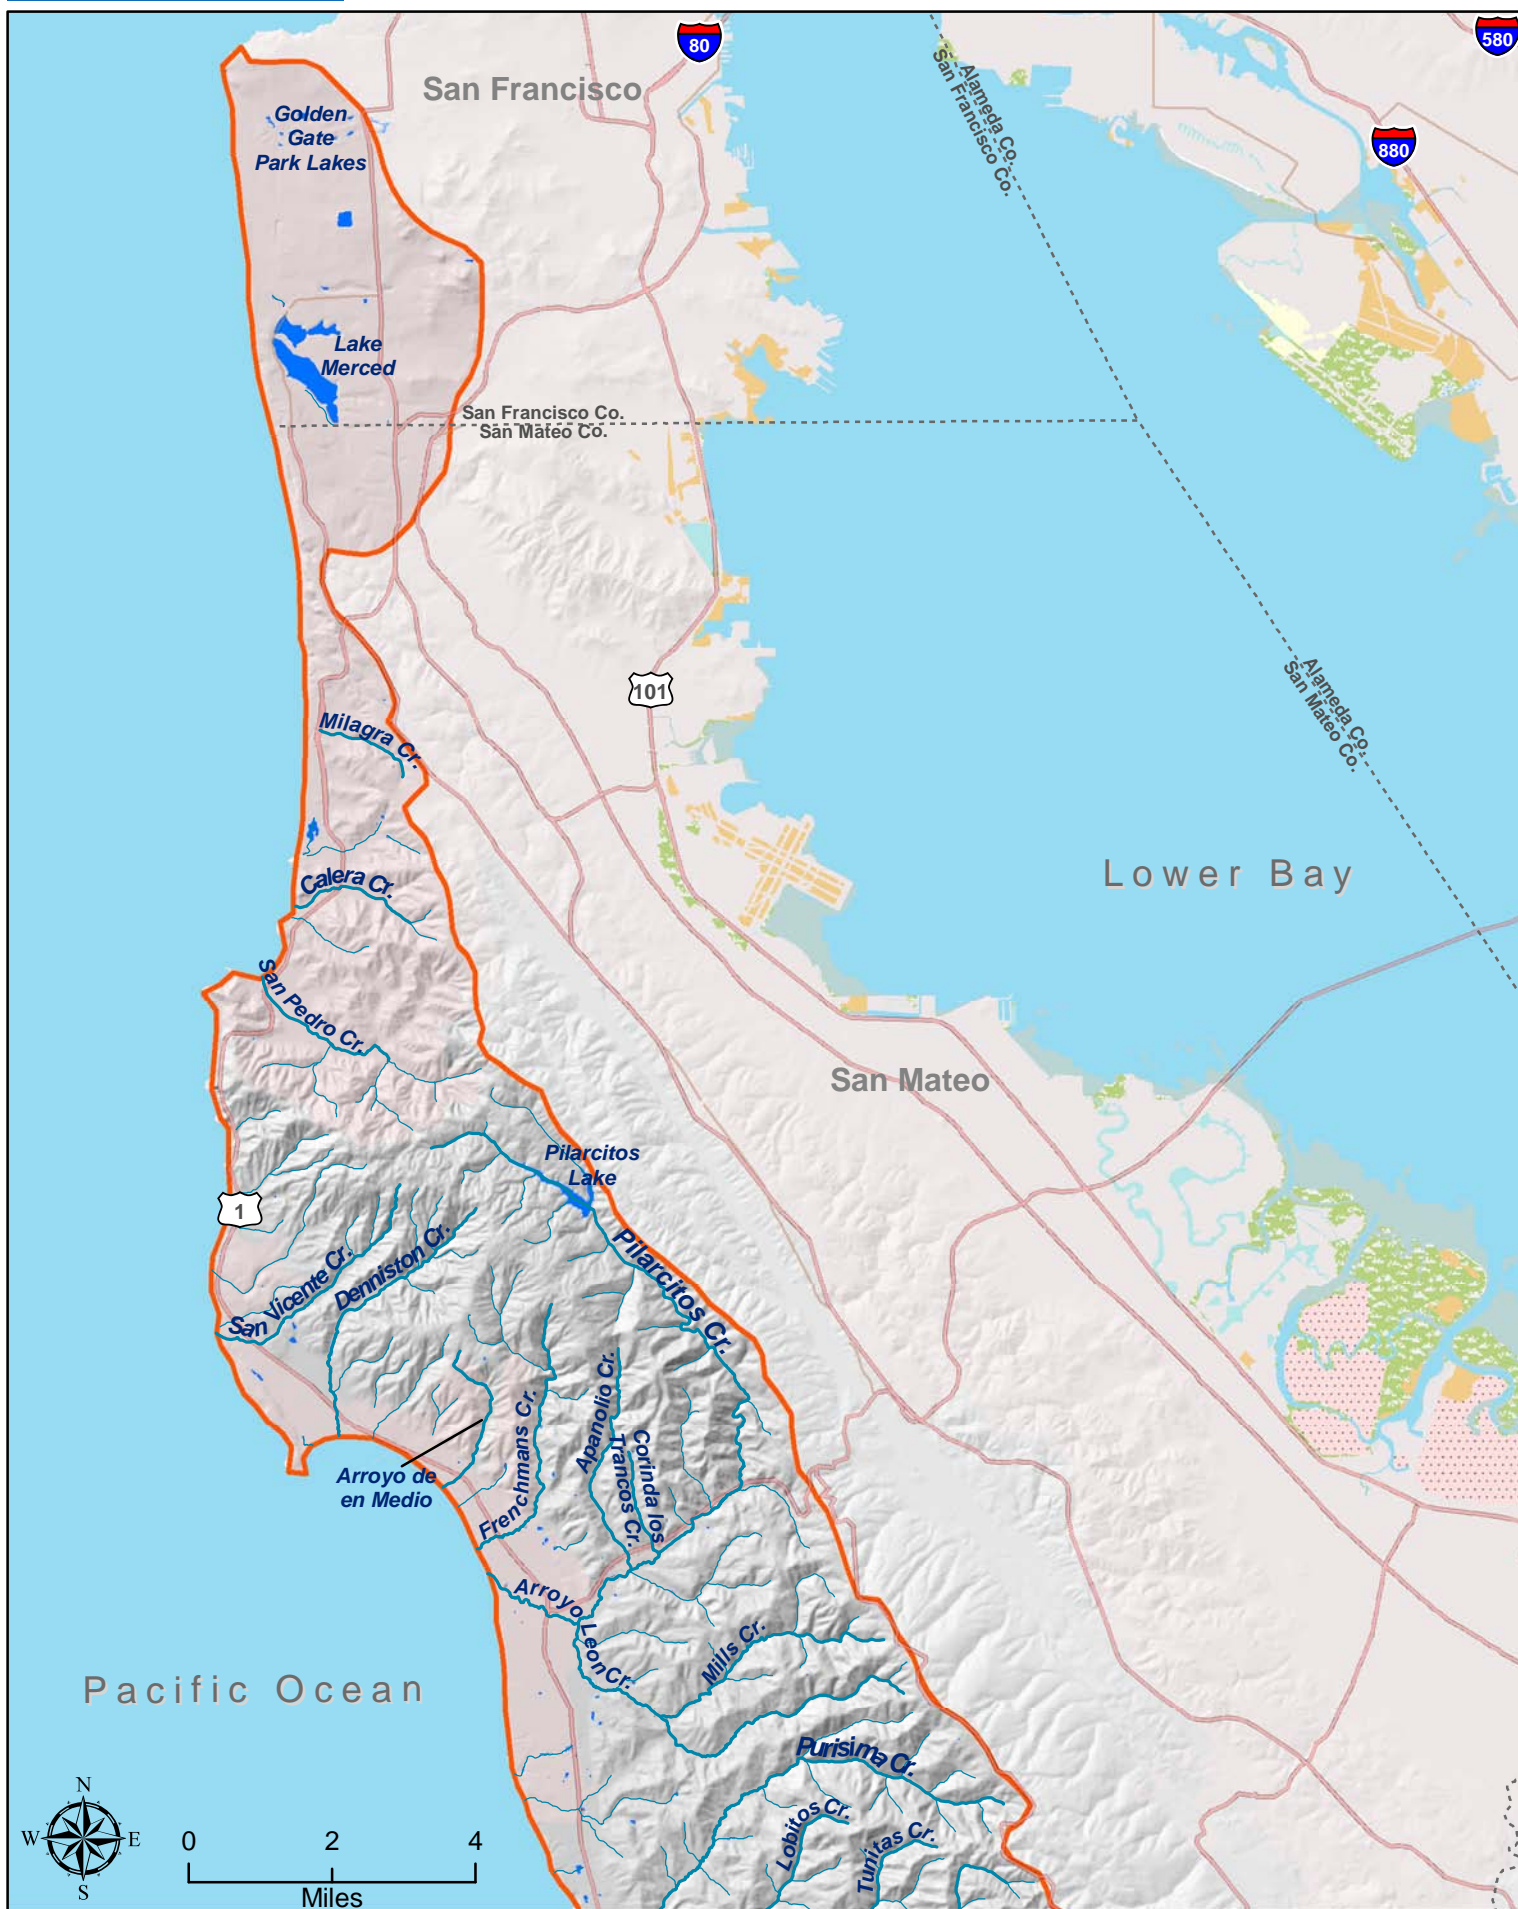 80
580
San Francisco
Alameda Co.
San Francisco Co.
Golden
Gate
Park Lakes
880
Lake
Merced
San Francisco Co.
San Mateo Co.
101
Alameda Co.
San Mateo Co.
Milagra Cr.
Calera Cr.
Lower Bay
San Pedro Cr.
San Mateo
Pilarcitos
Lake
1
Pilarcitos Cr.
San Vicente Cr.
Denniston Cr.
Apanolio Cr.
Corinda los
Trancos Cr.
Frenchmans Cr.
Arroyo de
en Medio
Arroyo Leon Cr.
Mills Cr.
Pacific Ocean
Purisima Cr.
Lobitos Cr.
Tunitas Cr.
N
W E
S
0 2 4
Miles